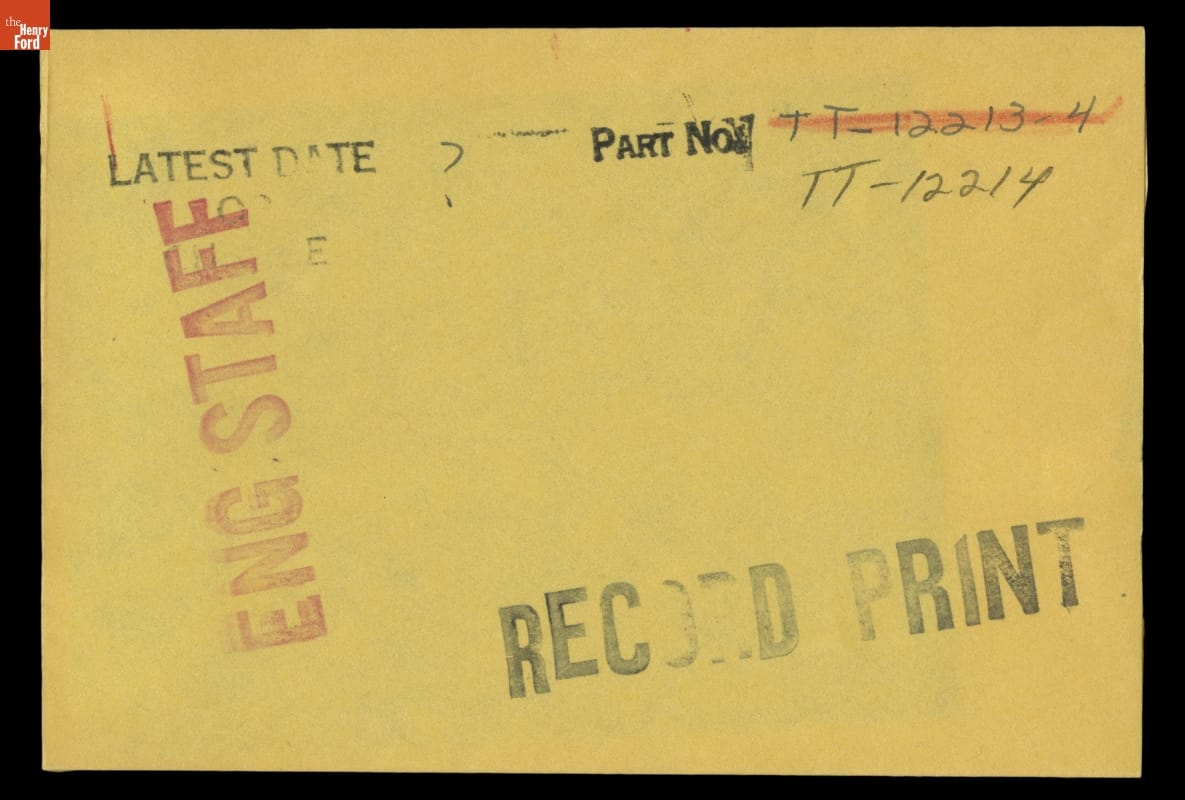 the
Henry
Ford
LATEST DATE ?
PART NO. TT-12213-4
TT-12214
ENG STAFF
RECORD PRINT